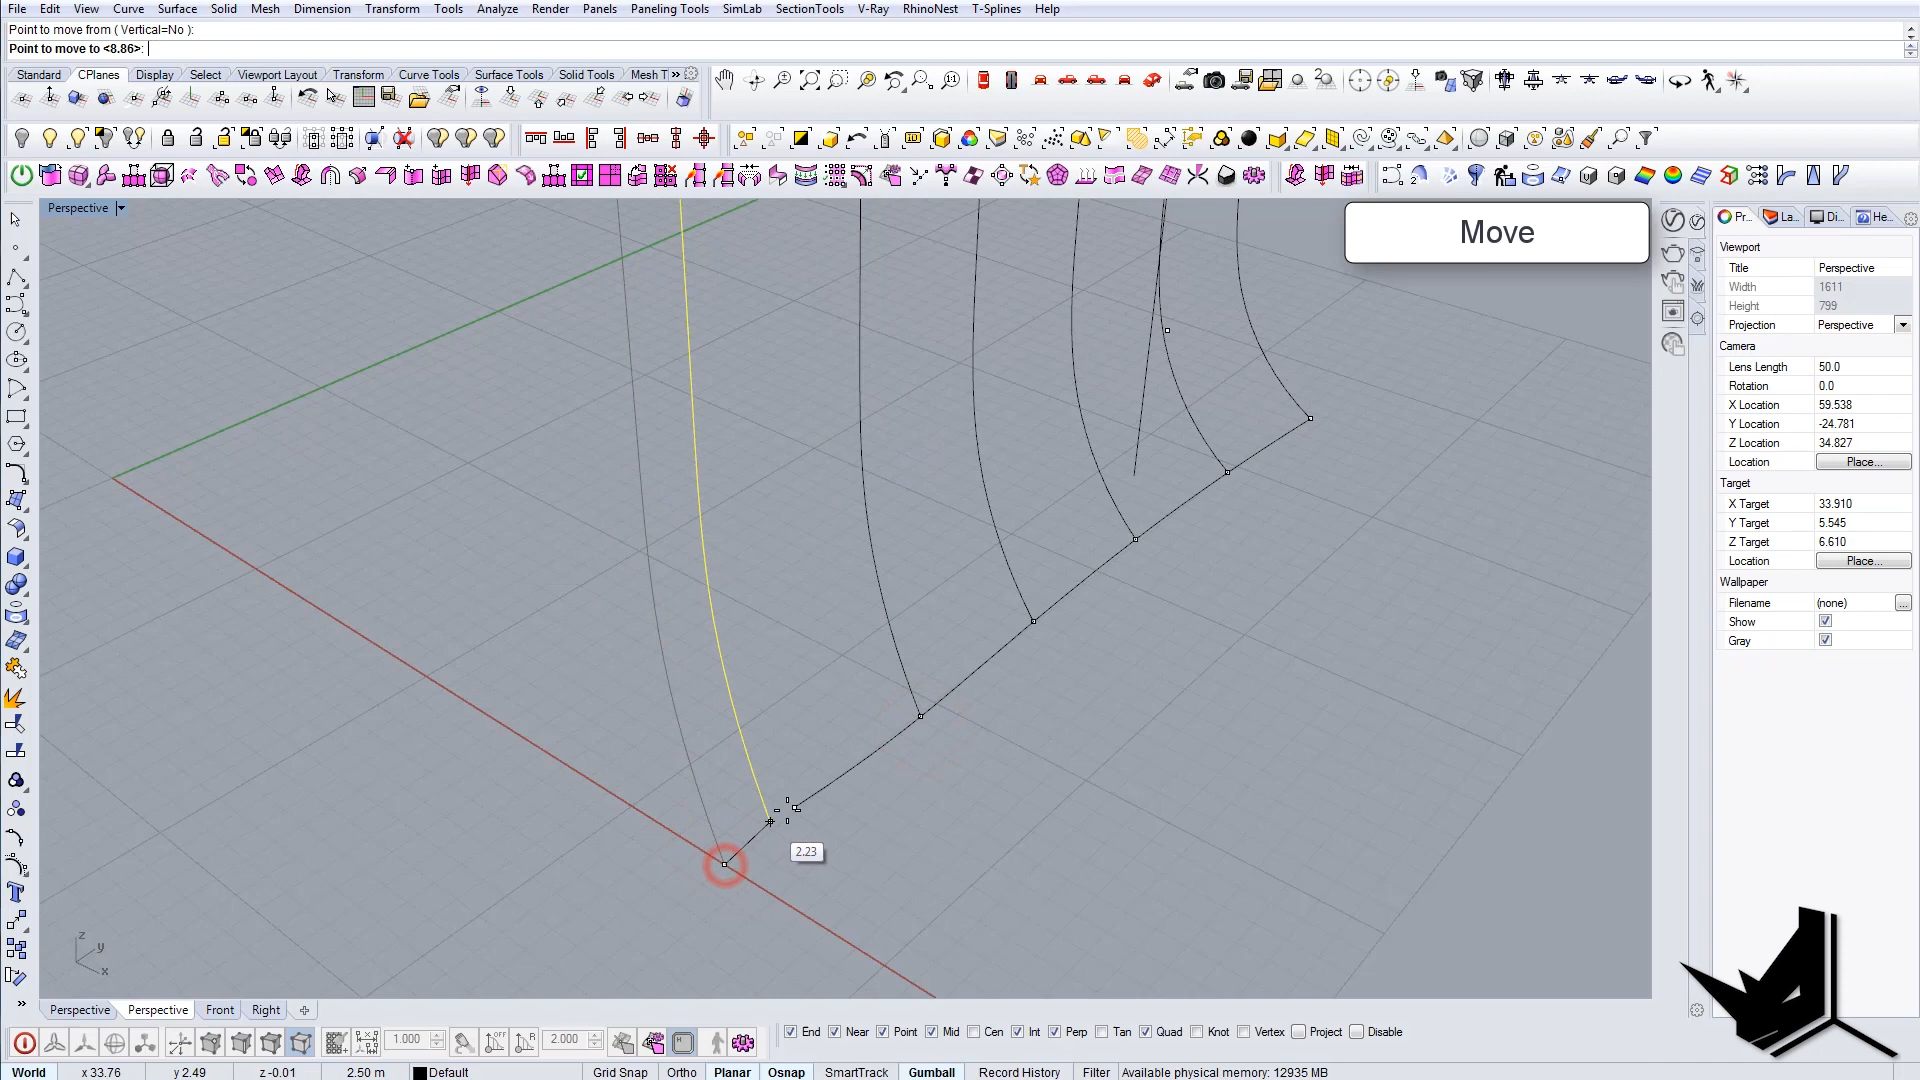 File Edit View Curve Surface Solid Mesh Dimension Transform Tools Analyze Render Panels Paneling Tools SimLab SectionTools V-Ray RhinoNest T-Splines Help
Point to move from ( Vertical=No ):
Point to move to <8.86>:
Standard CPlanes Display Select Viewport Layout Transform Curve Tools Surface Tools Solid Tools Mesh T
Perspective
Move
Pr... La... Di... He...
Viewport
Title Perspective
Width 1611
Height 799
Projection Perspective
Camera
Lens Length 50.0
Rotation 0.0
X Location 59.538
Y Location -24.781
Z Location 34.827
Location Place...
Target
X Target 33.910
Y Target 5.545
Z Target 6.610
Location Place...
Wallpaper
Filename (none) ...
Show
Gray
2.23
z
y
x
Perspective Perspective Front Right
1.000 2.000 End Near Point Mid Cen Int Perp Tan Quad Knot Vertex Project Disable
World x 33.76 y 2.49 z -0.01 2.50 m Default Grid Snap Ortho Planar Osnap SmartTrack Gumball Record History Filter Available physical memory: 12935 MB